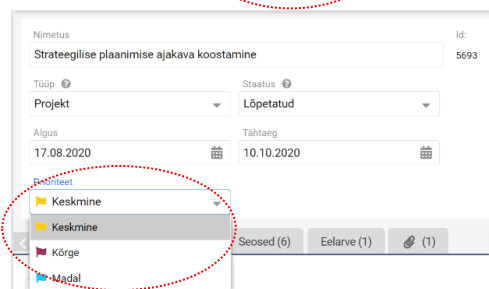 Nimetus
Id:
Strateegilise plaanimise ajakava koostamine
5693
Tüüp
Staatus
Projekt
Lõpetatud
Algus
Tähtaeg
17.08.2020
10.10.2020
Prioriteet
Keskmine
Keskmine
Seosed (6)
Eelarve (1)
(1)
Kõrge
Madal